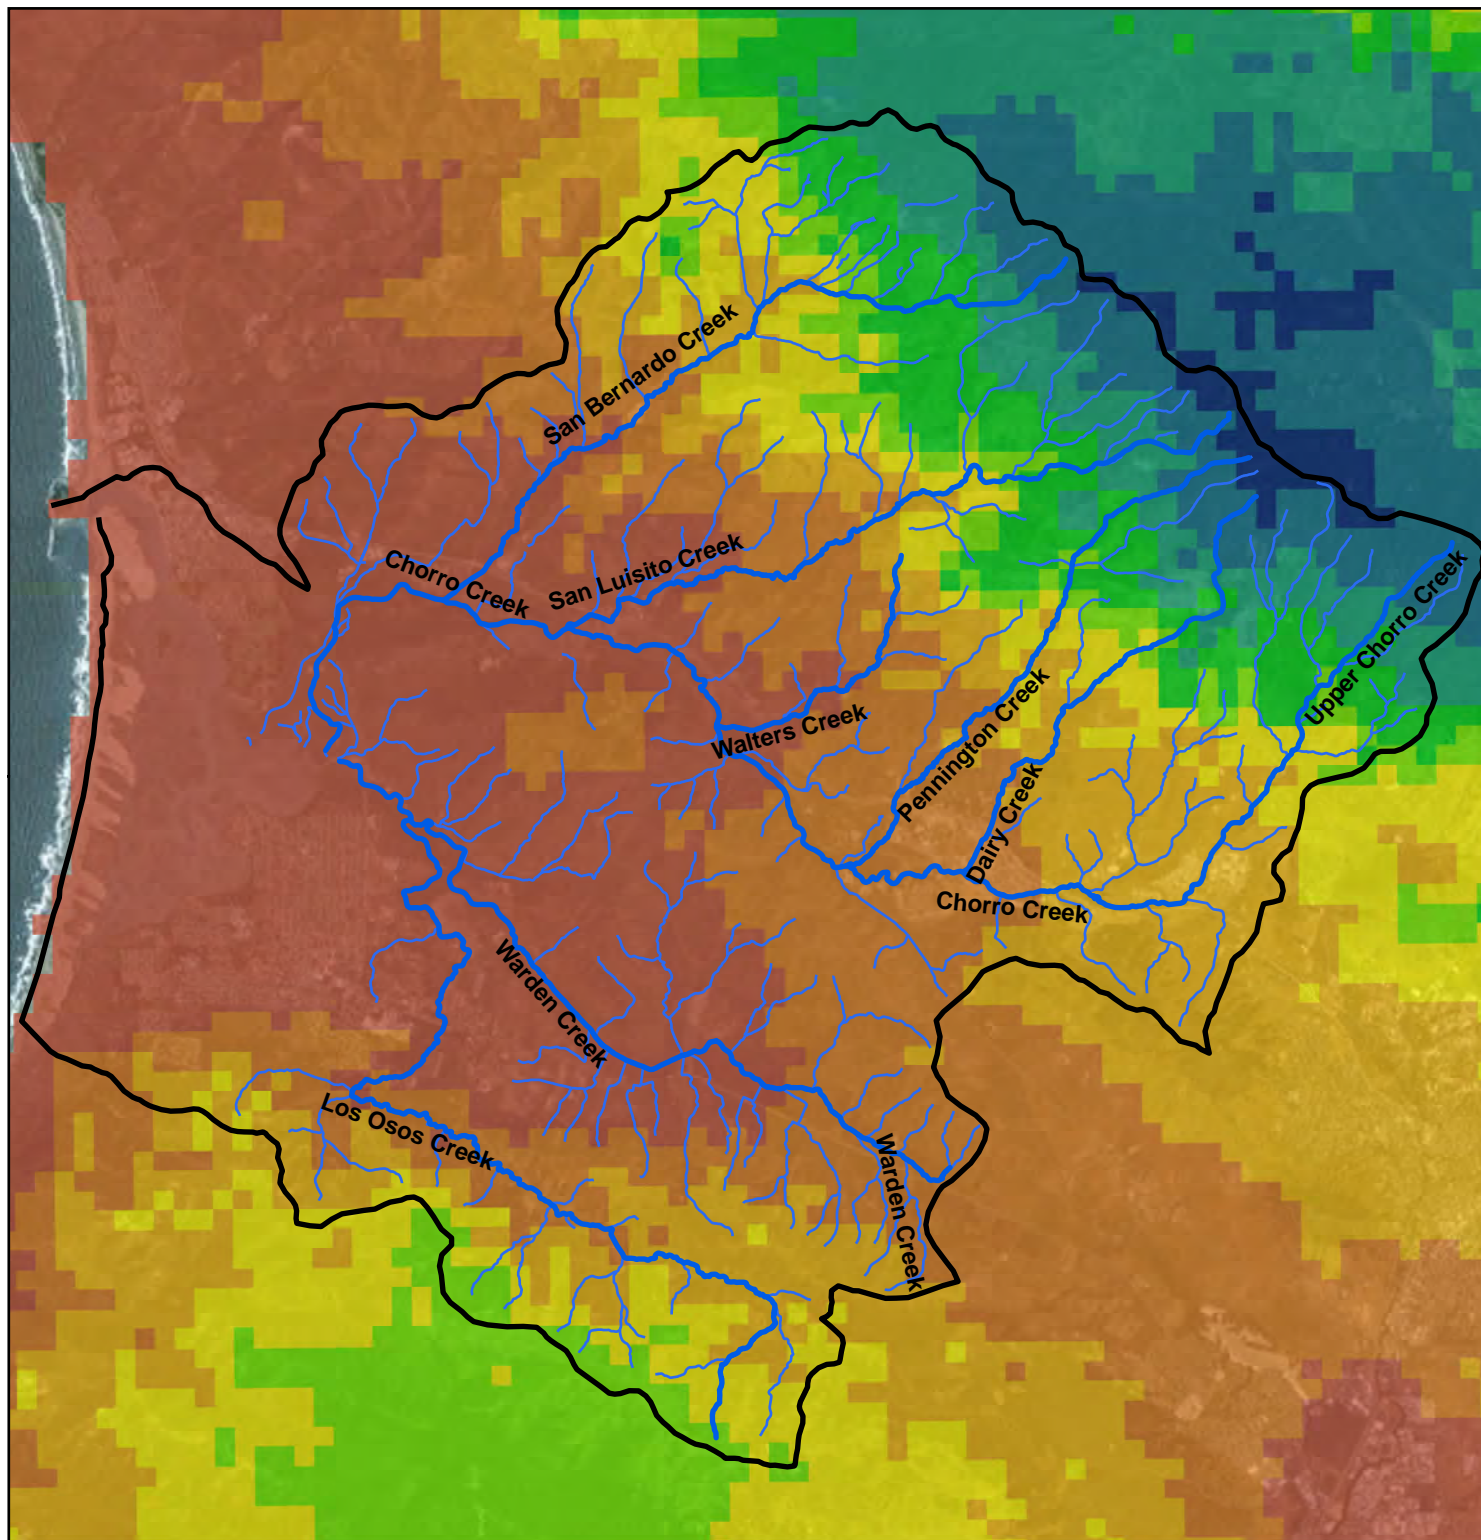 San Bernardo Creek
Chorro Creek
San Luisito Creek
Upper Chorro Creek
Walters Creek
Pennington Creek
Dairy Creek
Chorro Creek
Warden Creek
Los Osos Creek
Warden Creek